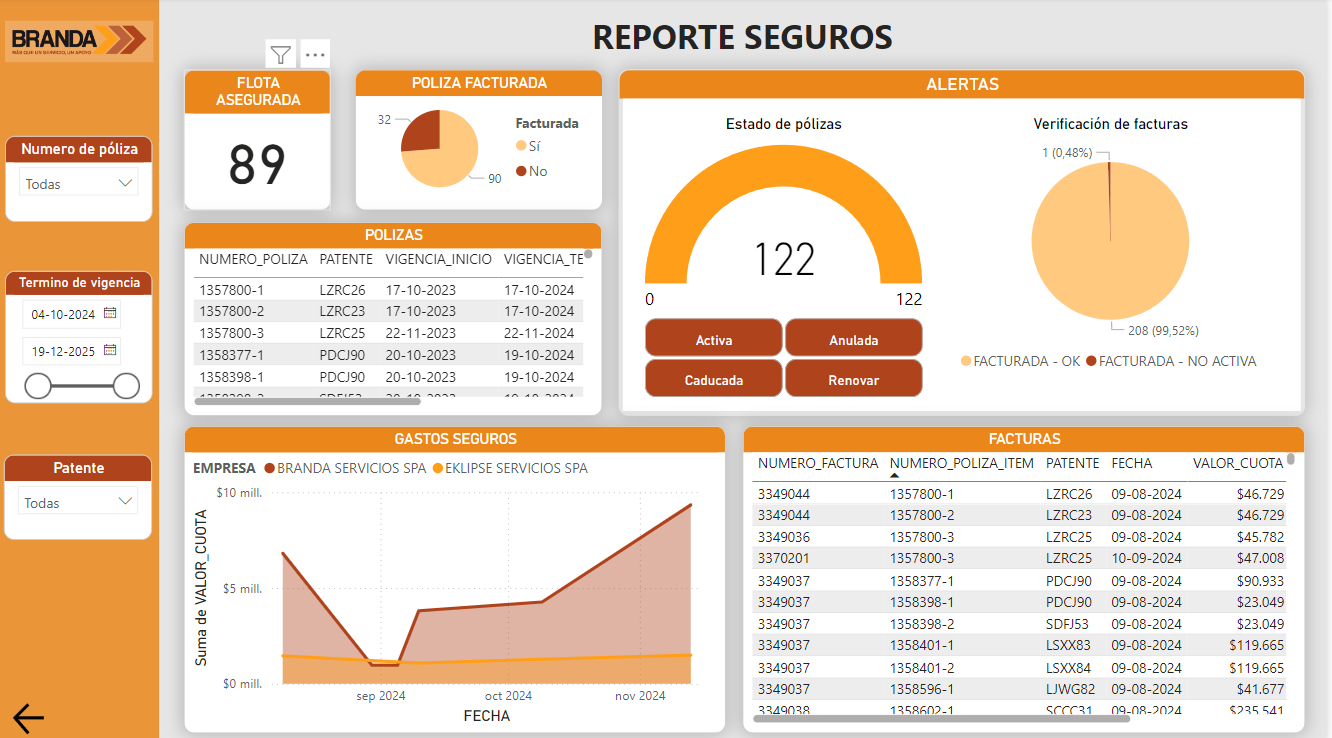 BRANDA
MÁS QUE UN SERVICIO, UN APOYO
REPORTE SEGUROS
Numero de póliza
Todas
Termino de vigencia
04-10-2024
19-12-2025
Patente
Todas
FLOTA
ASEGURADA
89
POLIZA FACTURADA
32
90
Facturada
Sí
No
POLIZAS
NUMERO_POLIZA PATENTE VIGENCIA_INICIO VIGENCIA_TE
1357800-1 LZRC26 17-10-2023 17-10-2024
1357800-2 LZRC23 17-10-2023 17-10-2024
1357800-3 LZRC25 22-11-2023 22-11-2024
1358377-1 PDCJ90 20-10-2023 19-10-2024
1358398-1 PDCJ90 20-10-2023 19-10-2024
1358398-2 SDFJ53 20-10-2023 19-10-2024
ALERTAS
Estado de pólizas
122
0
122
Activa
Anulada
Caducada
Renovar
Verificación de facturas
1 (0,48%)
208 (99,52%)
FACTURADA - OK FACTURADA - NO ACTIVA
GASTOS SEGUROS
EMPRESA BRANDA SERVICIOS SPA EKLIPSE SERVICIOS SPA
Suma de VALOR_CUOTA
$10 mill.
$5 mill.
$0 mill.
sep 2024 oct 2024 nov 2024
FECHA
FACTURAS
NUMERO_FACTURA NUMERO_POLIZA_ITEM PATENTE FECHA VALOR_CUOTA
3349044 1357800-1 LZRC26 09-08-2024 $46.729
3349044 1357800-2 LZRC23 09-08-2024 $46.729
3349036 1357800-3 LZRC25 09-08-2024 $45.782
3370201 1357800-3 LZRC25 10-09-2024 $47.008
3349037 1358377-1 PDCJ90 09-08-2024 $90.933
3349037 1358398-1 PDCJ90 09-08-2024 $23.049
3349037 1358398-2 SDFJ53 09-08-2024 $23.049
3349037 1358401-1 LSXX83 09-08-2024 $119.665
3349037 1358401-2 LSXX84 09-08-2024 $119.665
3349037 1358596-1 LJWG82 09-08-2024 $41.677
3349038 1358602-1 SCCC31 09-08-2024 $235.541